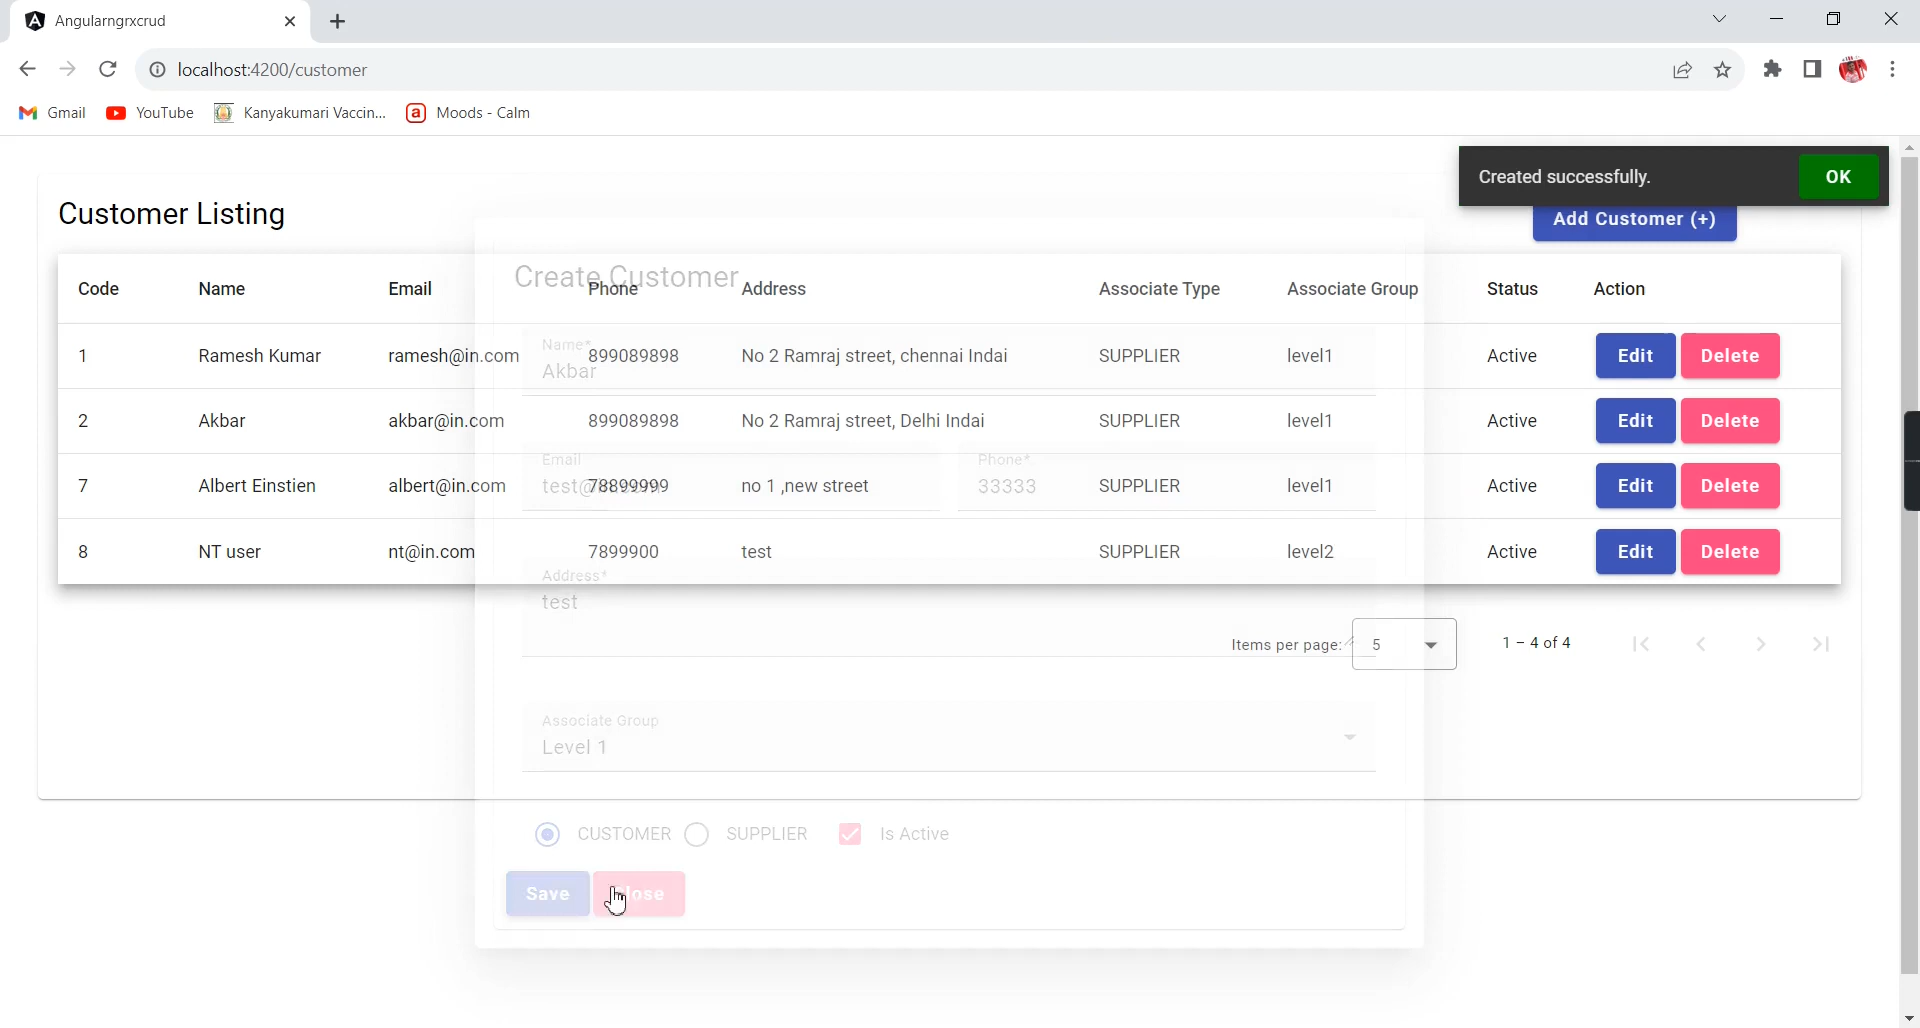 Angularngrxcrud
localhost:4200/customer
Gmail YouTube Kanyakumari Vaccin... Moods - Calm
Created successfully. OK
Customer Listing
Add Customer (+)
Create Customer
Code Name Email Phone Address Associate Type Associate Group Status Action
Name*
1 Ramesh Kumar ramesh@in.com 899089898 No 2 Ramraj street, chennai Indai SUPPLIER level1 Active Edit Delete
Akbar
2 Akbar akbar@in.com 899089898 No 2 Ramraj street, Delhi Indai SUPPLIER level1 Active Edit Delete
Email Phone*
7 Albert Einstien albert@in.com 78899999 no 1 ,new street SUPPLIER level1 Active Edit Delete
33333
8 NT user nt@in.com 7899900 test SUPPLIER level2 Active Edit Delete
Address*
test
Items per page: 5 1 – 4 of 4
Associate Group
Level 1
CUSTOMER SUPPLIER Is Active
Save Close